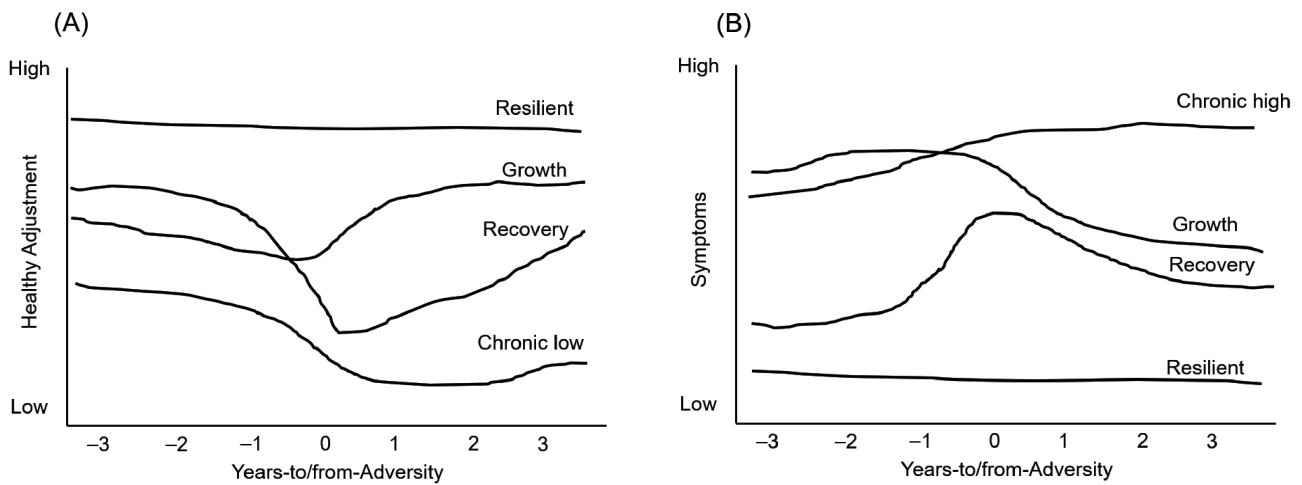 (A)
High
Resilient
Growth
Recovery
Chronic low
Healthy Adjustment
Low
–3 –2 –1 0 1 2 3
Years-to/from-Adversity
(B)
High
Chronic high
Growth
Recovery
Resilient
Symptoms
Low
–3 –2 –1 0 1 2 3
Years-to/from-Adversity